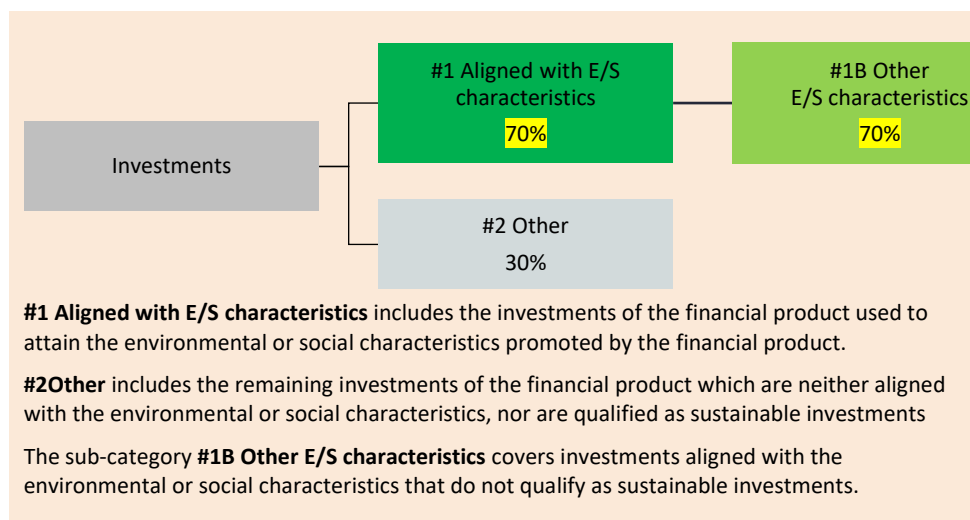 #1 Aligned with E/S
characteristics
70%
#1B Other
E/S characteristics
70%
Investments
#2 Other
30%
#1 Aligned with E/S characteristics includes the investments of the financial product used to
attain the environmental or social characteristics promoted by the financial product.
#2Other includes the remaining investments of the financial product which are neither aligned
with the environmental or social characteristics, nor are qualified as sustainable investments
The sub-category #1B Other E/S characteristics covers investments aligned with the
environmental or social characteristics that do not qualify as sustainable investments.